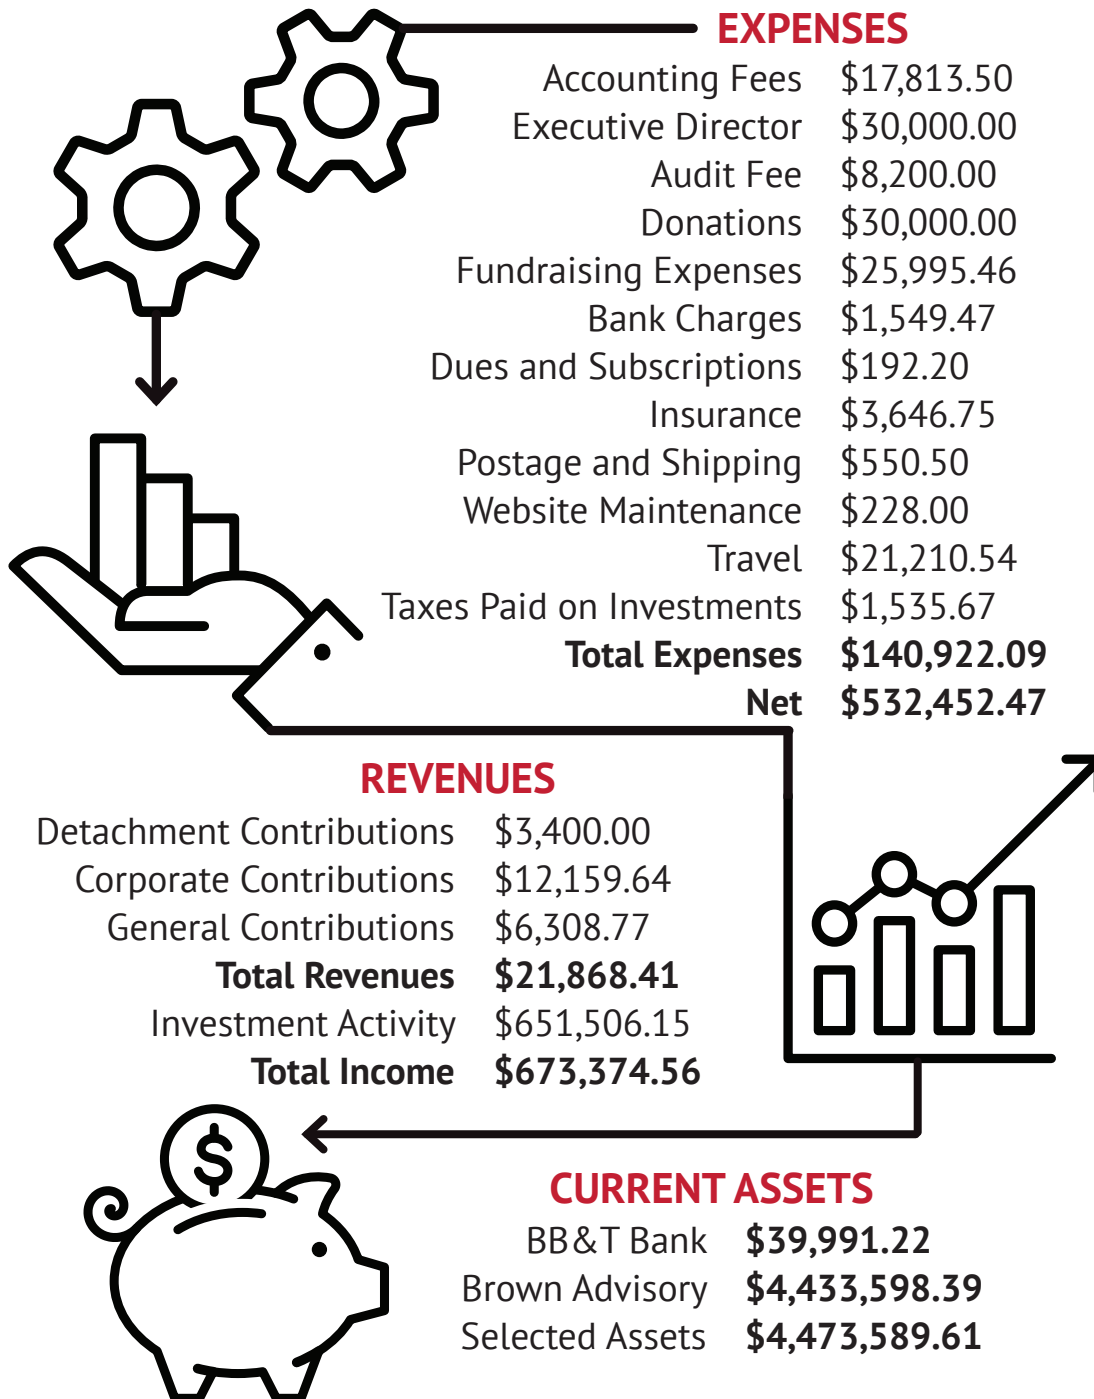 EXPENSES
Accounting Fees $17,813.50
Executive Director $30,000.00
Audit Fee $8,200.00
Donations $30,000.00
Fundraising Expenses $25,995.46
Bank Charges $1,549.47
Dues and Subscriptions $192.20
Insurance $3,646.75
Postage and Shipping $550.50
Website Maintenance $228.00
Travel $21,210.54
Taxes Paid on Investments $1,535.67
Total Expenses $140,922.09
Net $532,452.47
REVENUES
Detachment Contributions $3,400.00
Corporate Contributions $12,159.64
General Contributions $6,308.77
Total Revenues $21,868.41
Investment Activity $651,506.15
Total Income $673,374.56
$
CURRENT ASSETS
BB&T Bank $39,991.22
Brown Advisory $4,433,598.39
Selected Assets $4,473,589.61